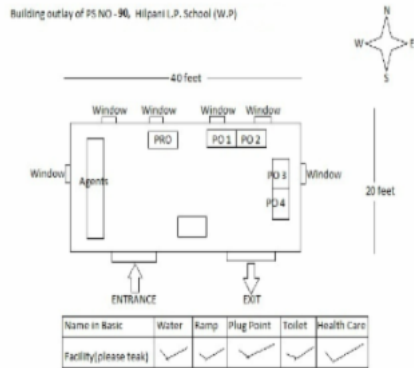 Building outlay of PS NO - 90, Hilpani L.P. School (W.P)
N
W E
S
40 feet
Window Window Window Window
PRO PO 1 PO 2
Window Agents PO 3 Window
PO 4
20 feet
ENTRANCE EXIT
Name in Basic Water Ramp Plug Point Toilet Health Care
Facility(please teak)